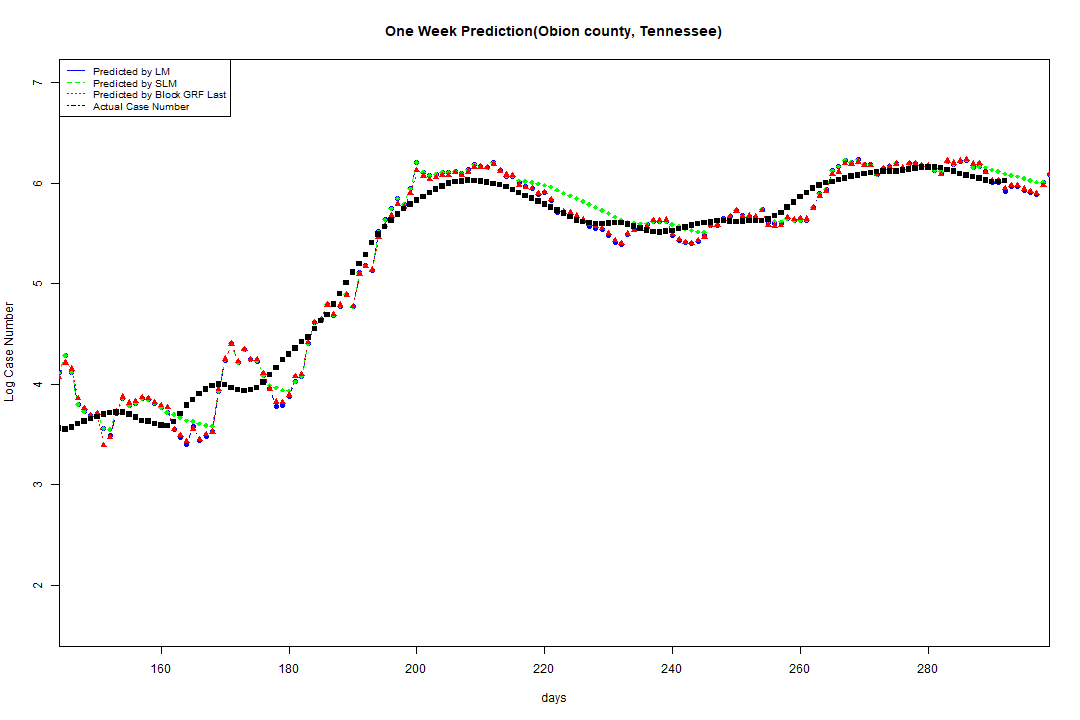 One Week Prediction(Obion county, Tennessee)
Predicted by LM
Predicted by SLM
Predicted by Block GRF Last
Actual Case Number
7
6
5
4
3
2
Log Case Number
160 180 200 220 240 260 280
days